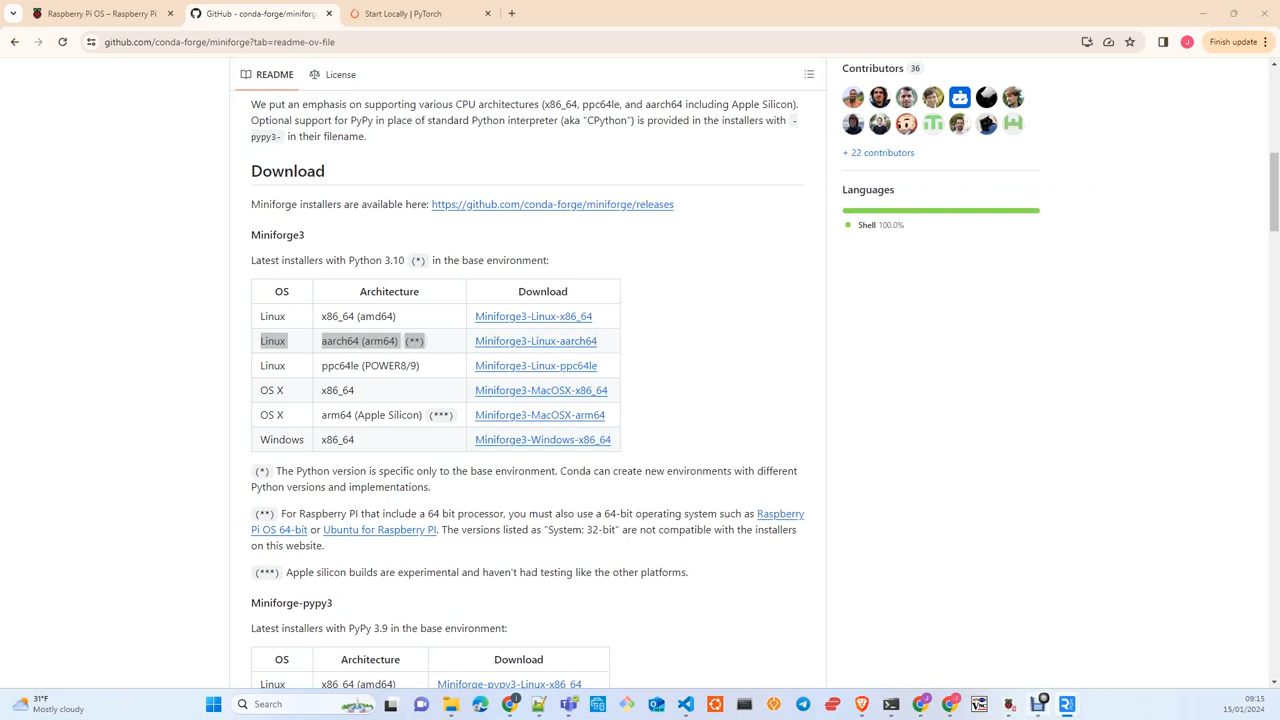 Raspberry Pi OS – Raspberry Pi
GitHub - conda-forge/miniforg
Start Locally | PyTorch
github.com/conda-forge/miniforge?tab=readme-ov-file
Finish update
README
License
We put an emphasis on supporting various CPU architectures (x86_64, ppc64le, and aarch64 including Apple Silicon).
Optional support for PyPy in place of standard Python interpreter (aka "CPython") is provided in the installers with -
pypy3- in their filename.
Download
Miniforge installers are available here: https://github.com/conda-forge/miniforge/releases
Miniforge3
Latest installers with Python 3.10 (*) in the base environment:
OS Architecture Download
Linux x86_64 (amd64) Miniforge3-Linux-x86_64
Linux aarch64 (arm64) (**) Miniforge3-Linux-aarch64
Linux ppc64le (POWER8/9) Miniforge3-Linux-ppc64le
OS X x86_64 Miniforge3-MacOSX-x86_64
OS X arm64 (Apple Silicon) (***) Miniforge3-MacOSX-arm64
Windows x86_64 Miniforge3-Windows-x86_64
(*) The Python version is specific only to the base environment. Conda can create new environments with different
Python versions and implementations.
(**) For Raspberry PI that include a 64 bit processor, you must also use a 64-bit operating system such as Raspberry
Pi OS 64-bit or Ubuntu for Raspberry PI. The versions listed as "System: 32-bit" are not compatible with the installers
on this website.
(***) Apple silicon builds are experimental and haven't had testing like the other platforms.
Miniforge-pypy3
Latest installers with PyPy 3.9 in the base environment:
OS Architecture Download
Linux x86_64 (amd64) Miniforge-pypy3-Linux-x86_64
Contributors 36
+ 22 contributors
Languages
Shell 100.0%
31°F
Mostly cloudy
Search
09:15
15/01/2024